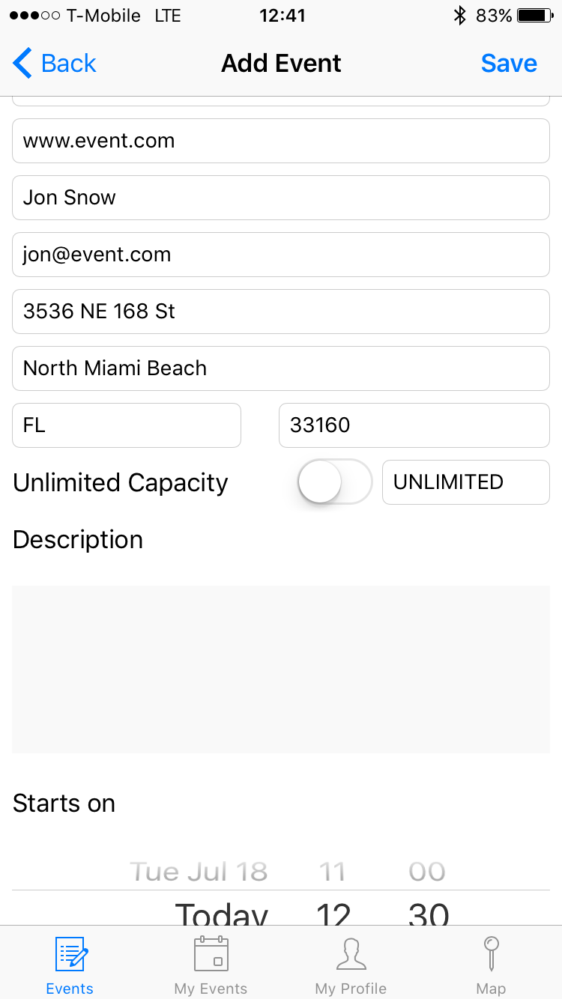 T-Mobile LTE 12:41 83%
Back Add Event Save
www.event.com
Jon Snow
jon@event.com
3536 NE 168 St
North Miami Beach
FL 33160
Unlimited Capacity UNLIMITED
Description
Starts on
Tue Jul 18 11 00
Today 12 30
Events My Events My Profile Map